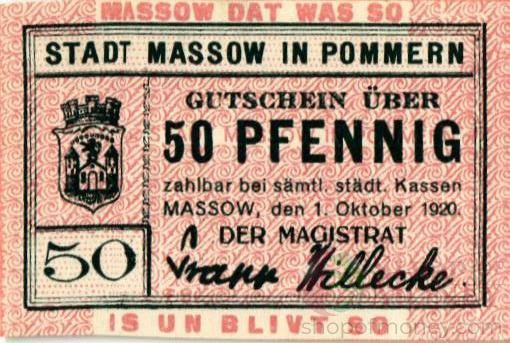 MASSOW DAT WAS SO
STADT MASSOW IN POMMERN
GUTSCHEIN ÜBER
50 PFENNIG
zahlbar bei sämtl. städt. Kassen
MASSOW, den 1. Oktober 1920.
DER MAGISTRAT
Willecke.
50
IS UN BLIVT SO
shopofmoney.com